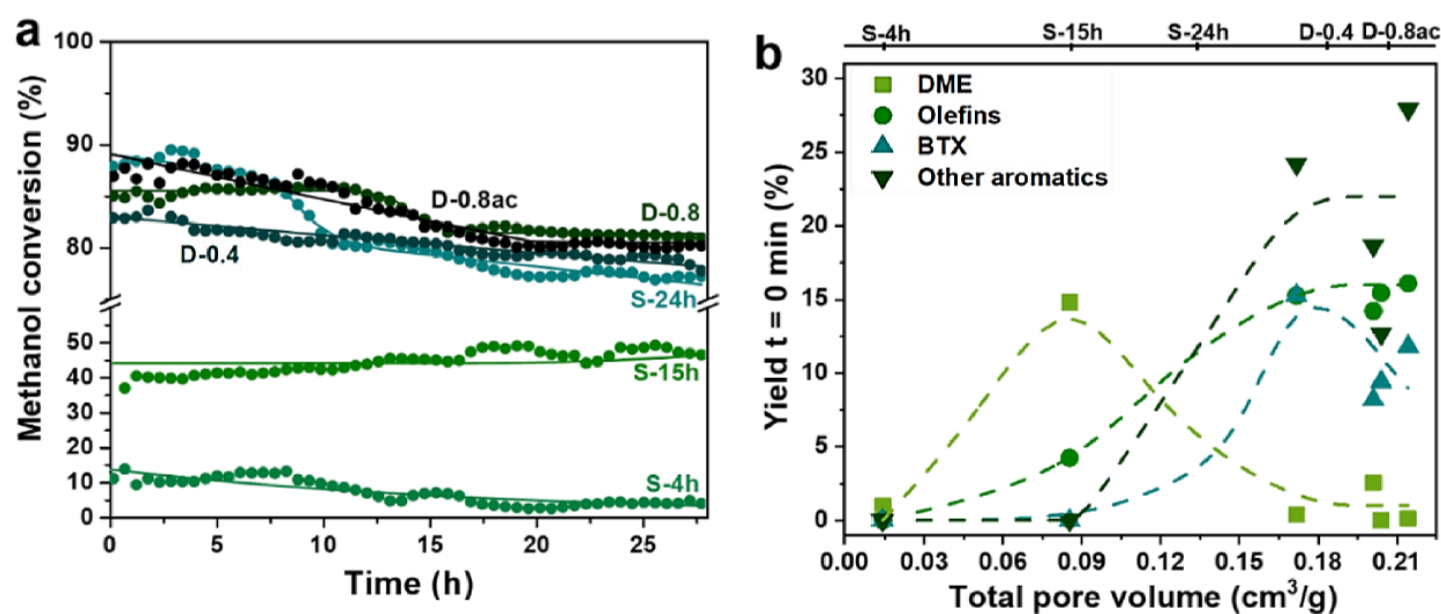 a
Methanol conversion (%)
100
90
80
50
40
30
20
10
0
D-0.8ac
D-0.8
D-0.4
S-24h
S-15h
S-4h
0 5 10 15 20 25
Time (h)
b
S-4h S-15h S-24h D-0.4 D-0.8ac
Yield t = 0 min (%)
30
25
20
15
10
5
0
DME
Olefins
BTX
Other aromatics
0.00 0.03 0.06 0.09 0.12 0.15 0.18 0.21
Total pore volume (cm³/g)